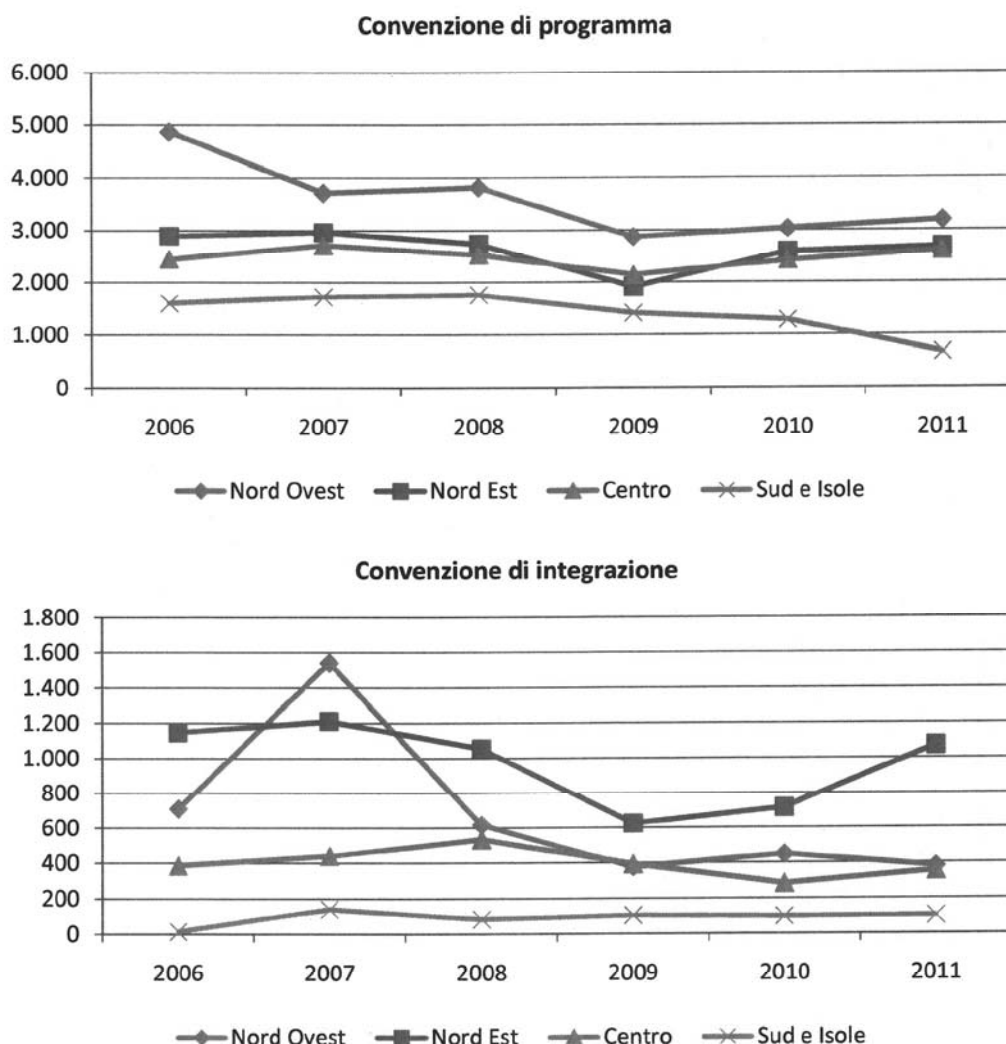 Convenzione di programma
6.000
5.000
4.000
3.000
2.000
1.000
0
2006 2007 2008 2009 2010 2011
Nord Ovest Nord Est Centro Sud e Isole
Convenzione di integrazione
1.800
1.600
1.400
1.200
1.000
800
600
400
200
0
2006 2007 2008 2009 2010 2011
Nord Ovest Nord Est Centro Sud e Isole